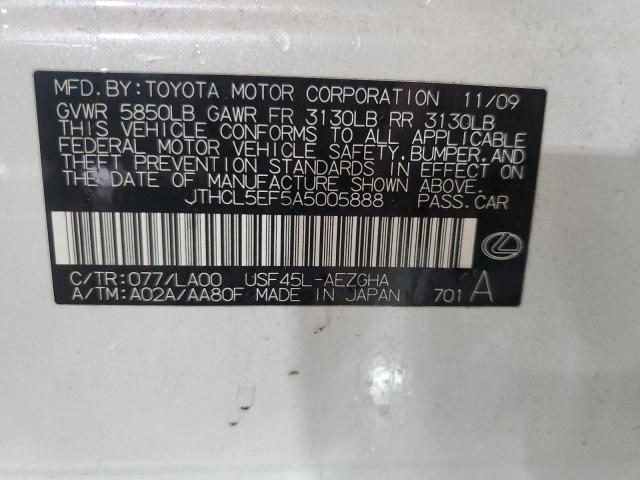 MFD. BY: TOYOTA MOTOR CORPORATION 11/09
GVWR 5850LB GAWR FR 3130LB RR 3130LB
THIS VEHICLE CONFORMS TO ALL APPLICABLE
FEDERAL MOTOR VEHICLE SAFETY, BUMPER, AND
THEFT PREVENTION STANDARDS IN EFFECT ON
THE DATE OF MANUFACTURE SHOWN ABOVE.
JTHCL5EF5A5005888 PASS. CAR
C/TR: 077/LA00 USF45L-AEZGHA
A/TM: A02A/AA80F MADE IN JAPAN 701 A